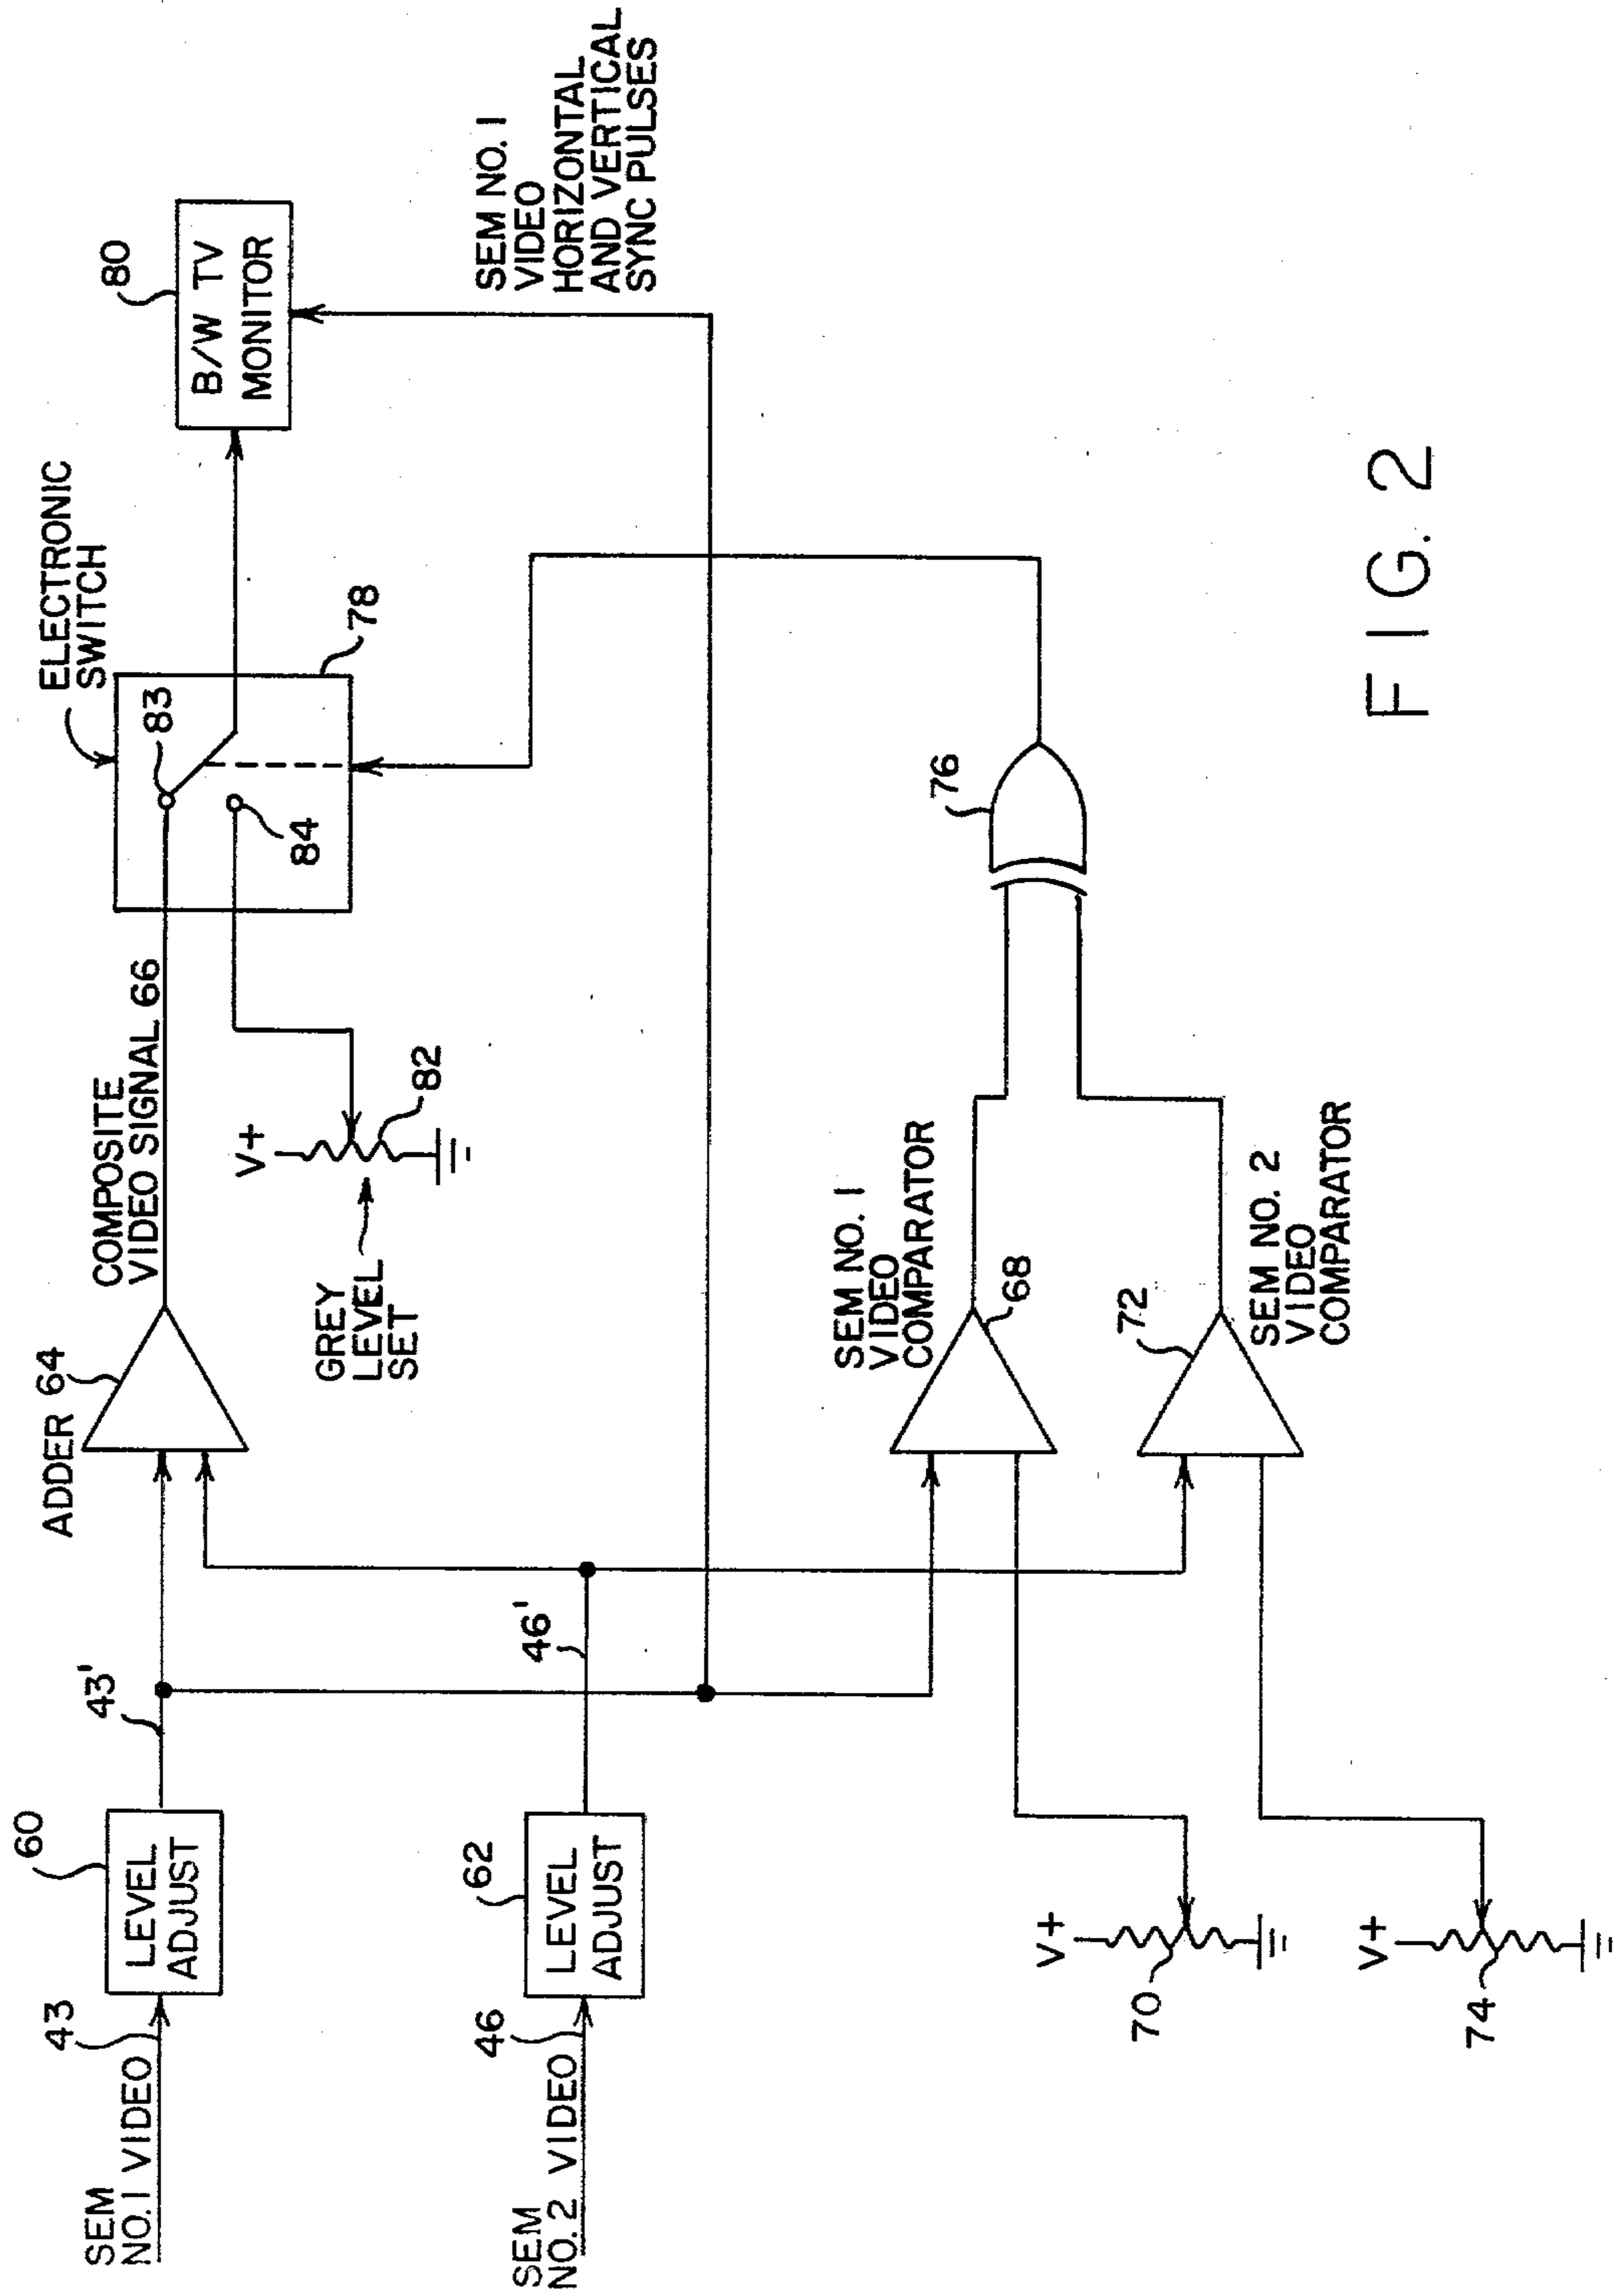 SEM
NO. 1 VIDEO
43
60
LEVEL
ADJUST
43'
ADDER 64
COMPOSITE
VIDEO SIGNAL 66
ELECTRONIC
SWITCH
83
84
78
80
B/W TV
MONITOR
V+
82
GREY
LEVEL
SET
SEM NO. 1
VIDEO
HORIZONTAL
AND VERTICAL
SYNC PULSES
SEM
NO. 2 VIDEO
46
62
LEVEL
ADJUST
46'
SEM NO. 1
VIDEO
COMPARATOR
68
76
72
SEM NO. 2
VIDEO
COMPARATOR
V+
70
V+
74
FIG. 2